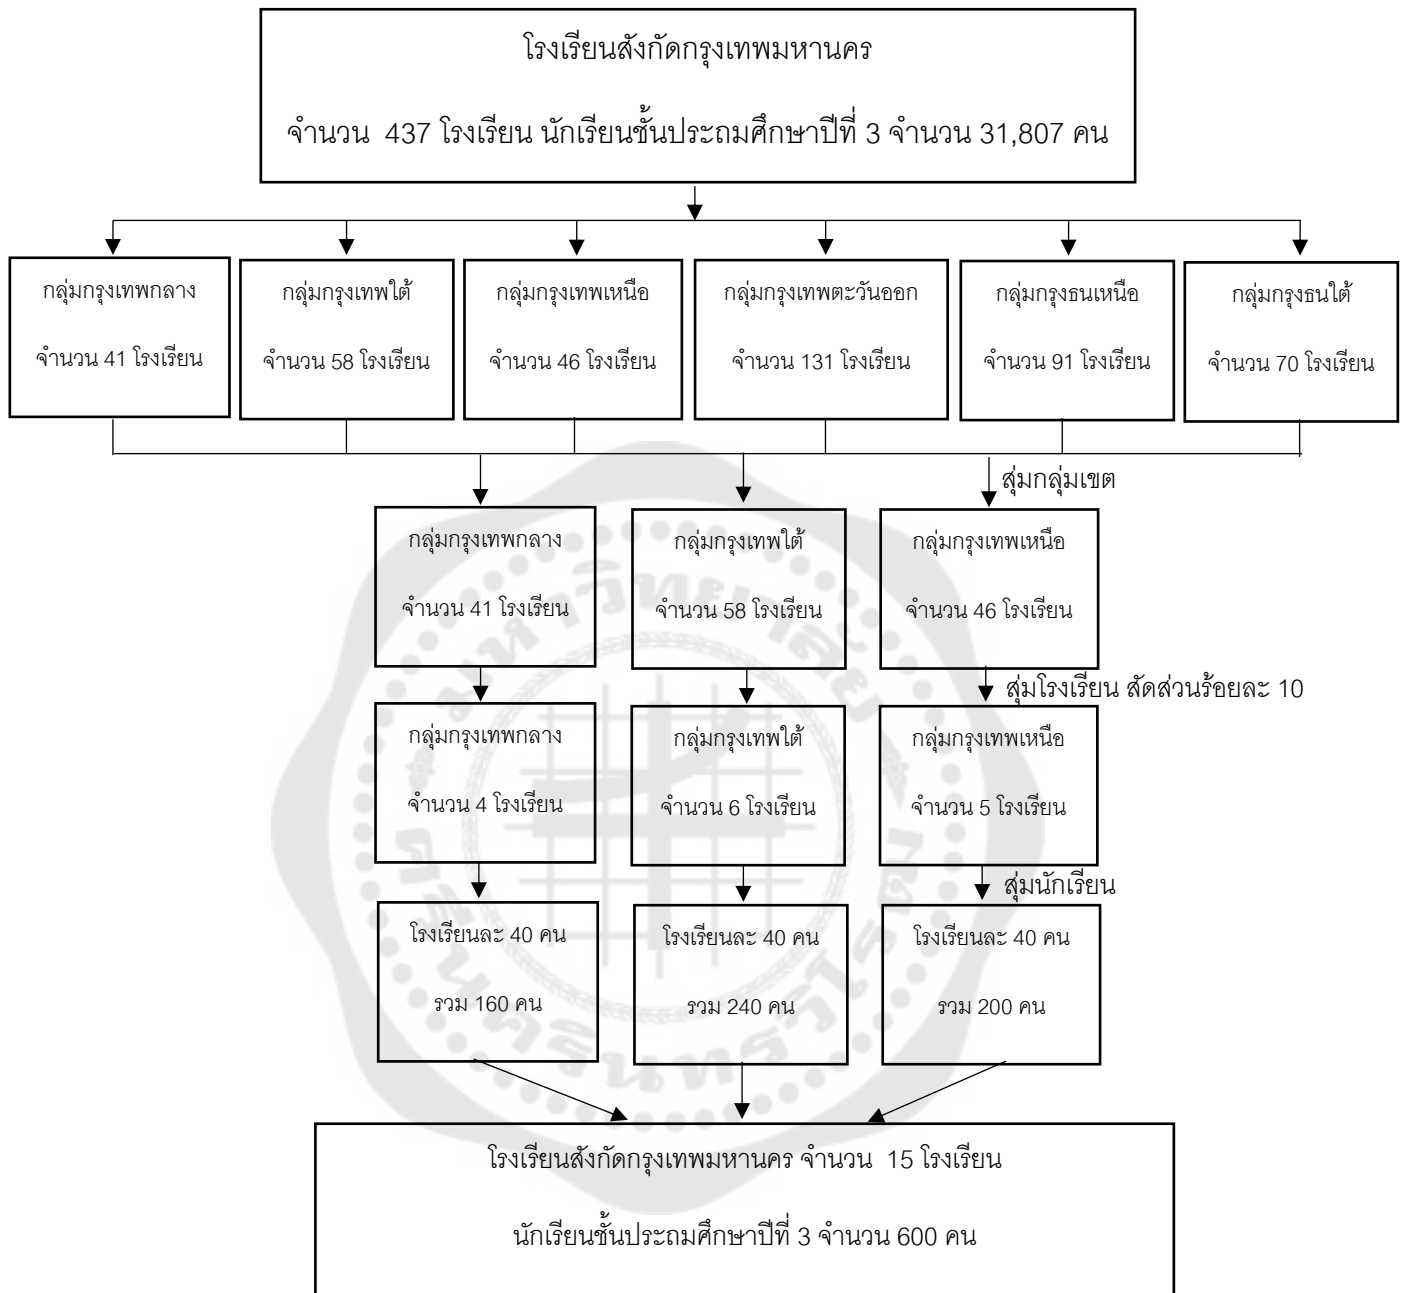 โรงเรียนสังกัดกรุงเทพมหานคร
จำนวน 437 โรงเรียน นักเรียนชั้นประถมศึกษาปีที่ 3 จำนวน 31,807 คน
กลุ่มกรุงเทพกลาง
จำนวน 41 โรงเรียน
กลุ่มกรุงเทพใต้
จำนวน 58 โรงเรียน
กลุ่มกรุงเทพเหนือ
จำนวน 46 โรงเรียน
กลุ่มกรุงเทพตะวันออก
จำนวน 131 โรงเรียน
กลุ่มกรุงธนเหนือ
จำนวน 91 โรงเรียน
กลุ่มกรุงธนใต้
จำนวน 70 โรงเรียน
สุ่มกลุ่มเขต
กลุ่มกรุงเทพกลาง
จำนวน 41 โรงเรียน
กลุ่มกรุงเทพใต้
จำนวน 58 โรงเรียน
กลุ่มกรุงเทพเหนือ
จำนวน 46 โรงเรียน
สุ่มโรงเรียน สัดส่วนร้อยละ 10
กลุ่มกรุงเทพกลาง
จำนวน 4 โรงเรียน
กลุ่มกรุงเทพใต้
จำนวน 6 โรงเรียน
กลุ่มกรุงเทพเหนือ
จำนวน 5 โรงเรียน
สุ่มนักเรียน
โรงเรียนละ 40 คน
รวม 160 คน
โรงเรียนละ 40 คน
รวม 240 คน
โรงเรียนละ 40 คน
รวม 200 คน
โรงเรียนสังกัดกรุงเทพมหานคร จำนวน 15 โรงเรียน
นักเรียนชั้นประถมศึกษาปีที่ 3 จำนวน 600 คน
มหาวิทยาลัย
ศรีนครินทรวิโรฒ